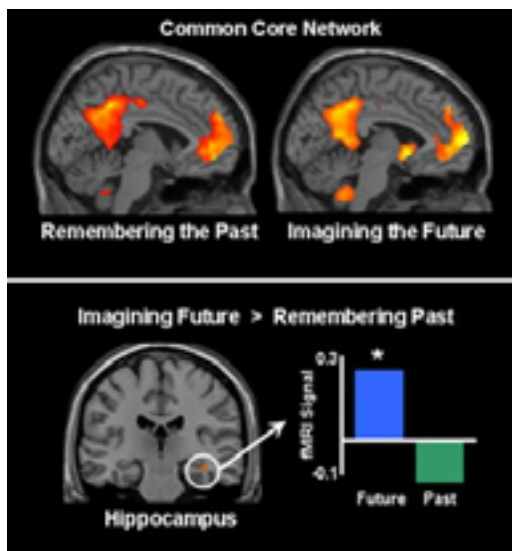 Common Core Network
Remembering the Past
Imagining the Future
Imagining Future > Remembering Past
Hippocampus
fMRI Signal
0.3
-0.1
*
Future
Past